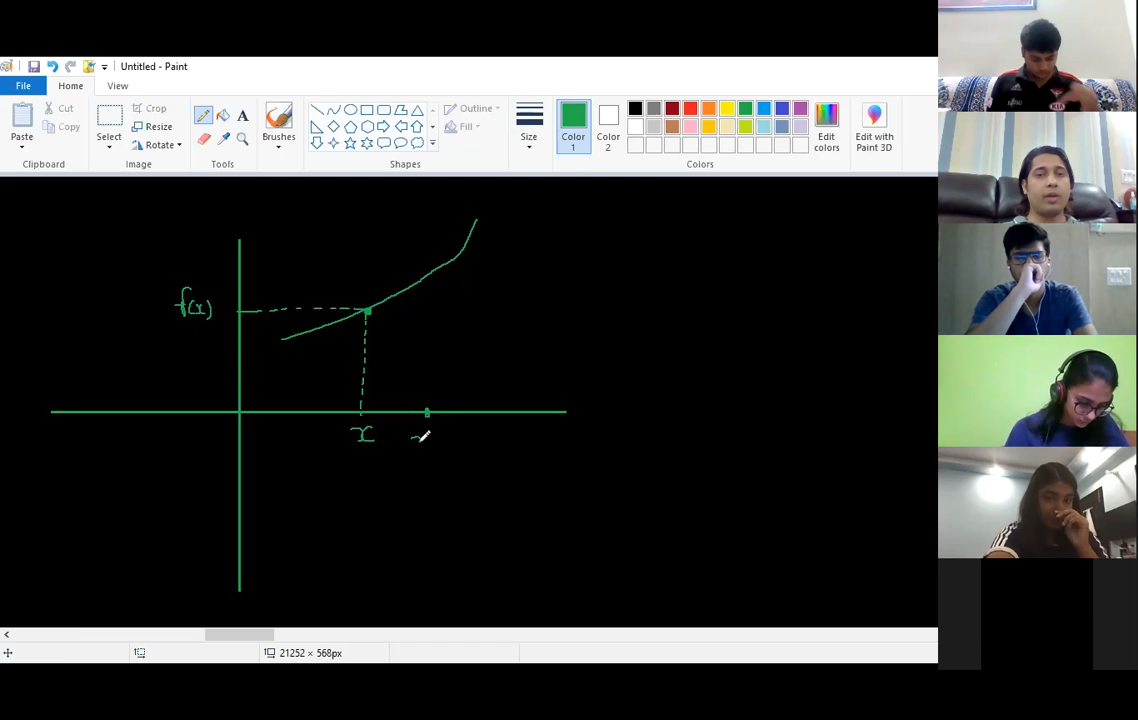 Untitled - Paint
File Home View
Paste Cut Copy
Clipboard
Select Crop Resize Rotate
Image
Tools
Brushes
Shapes
Outline Fill
Size
Color 1
Color 2
Edit colors
Edit with Paint 3D
Colors
f(x)
x
21252 × 568px